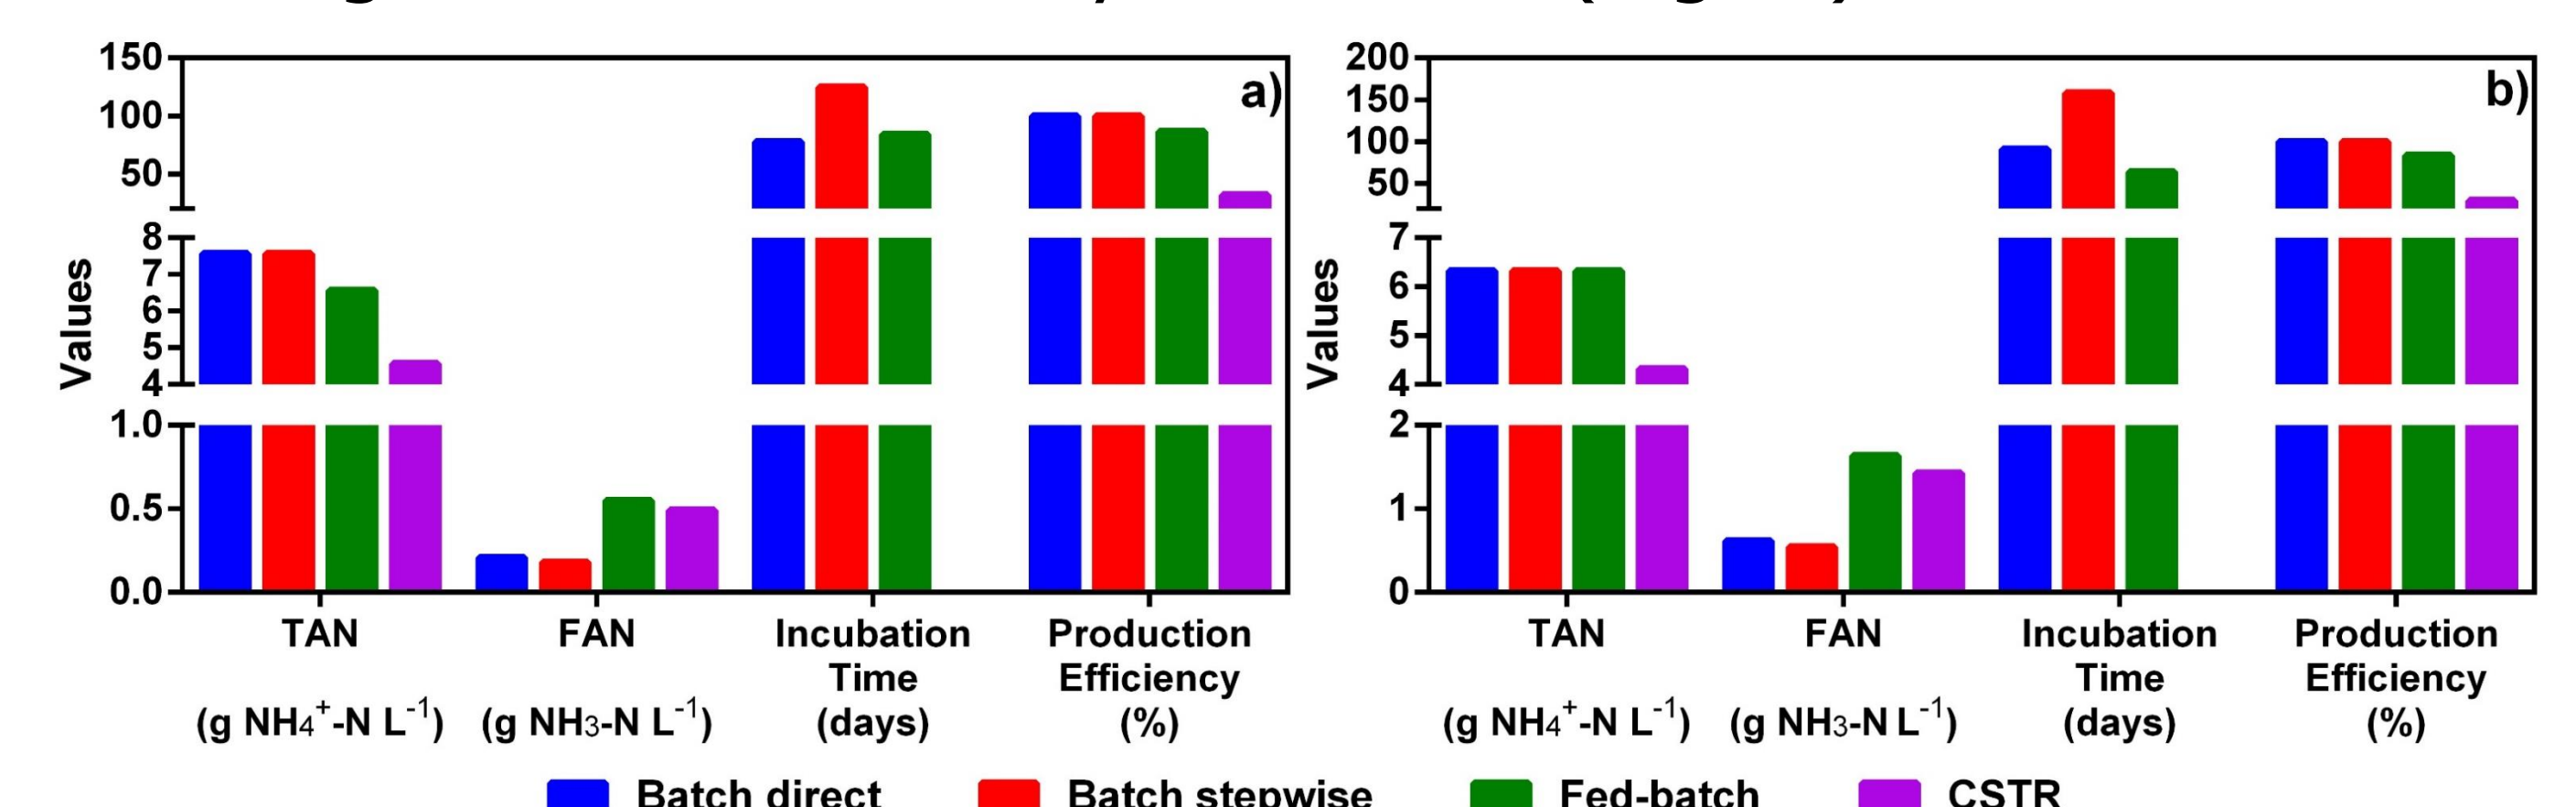 150
100
50
8
7
6
5
4
1.0
0.5
0.0
Values
a)
TAN
(g NH4+-N L-1)
FAN
(g NH3-N L-1)
Incubation
Time
(days)
Production
Efficiency
(%)
200
150
100
50
7
6
5
4
2
1
0
Values
b)
TAN
(g NH4+-N L-1)
FAN
(g NH3-N L-1)
Incubation
Time
(days)
Production
Efficiency
(%)
Batch direct
Batch stepwise
Fed-batch
CSTR